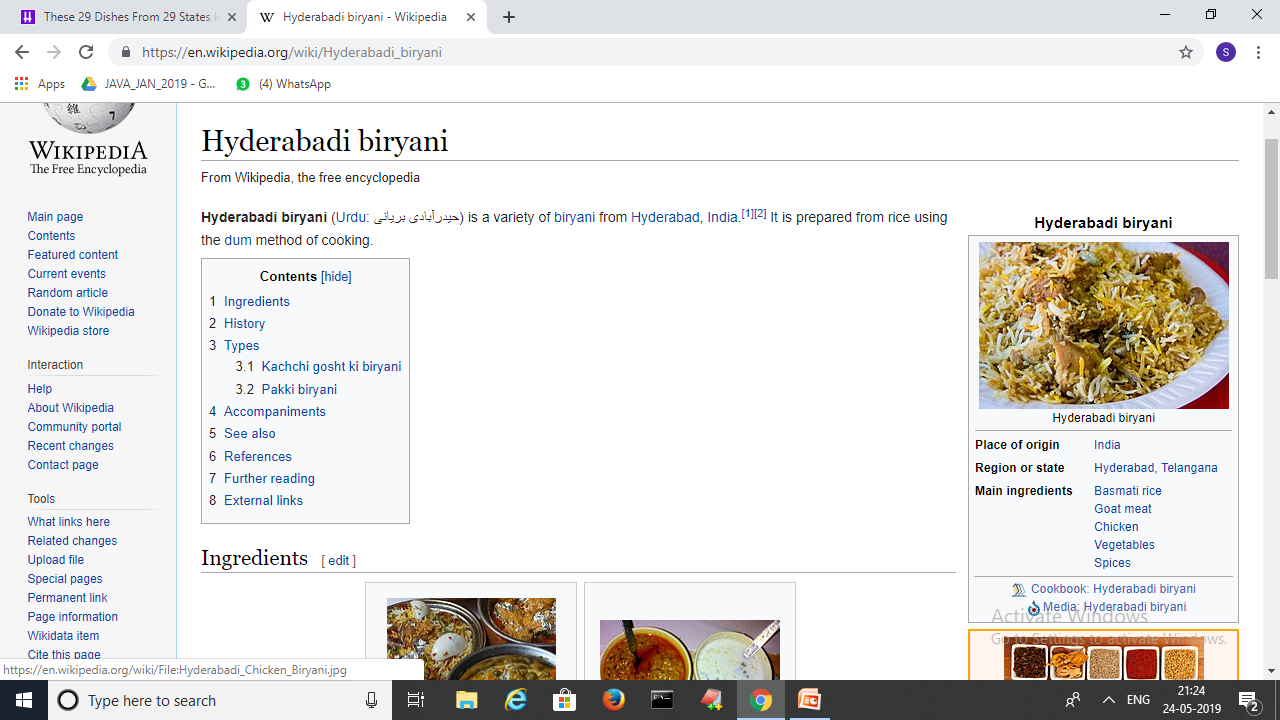 These 29 Dishes From 29 States
Hyderabadi biryani - Wikipedia
https://en.wikipedia.org/wiki/Hyderabadi_biryani
S
Apps
JAVA_JAN_2019 - G...
3
(4) WhatsApp
WIKIPEDIA
The Free Encyclopedia
Main page
Contents
Featured content
Current events
Random article
Donate to Wikipedia
Wikipedia store
Interaction
Help
About Wikipedia
Community portal
Recent changes
Contact page
Tools
What links here
Related changes
Upload file
Special pages
Permanent link
Page information
Wikidata item
Cite this page
Hyderabadi biryani
From Wikipedia, the free encyclopedia
Hyderabadi biryani (Urdu: حیدرآبادی بریانی) is a variety of biryani from Hyderabad, India.[1][2] It is prepared from rice using
the dum method of cooking.
Contents [hide]
1 Ingredients
2 History
3 Types
3.1 Kachchi gosht ki biryani
3.2 Pakki biryani
4 Accompaniments
5 See also
6 References
7 Further reading
8 External links
Ingredients [ edit ]
Hyderabadi biryani
Hyderabadi biryani
Place of origin India
Region or state Hyderabad, Telangana
Main ingredients Basmati rice
Goat meat
Chicken
Vegetables
Spices
Cookbook: Hyderabadi biryani
Media: Hyderabadi biryani
Activate Windows
Go to Settings to activate Windows.
https://en.wikipedia.org/wiki/File:Hyderabadi_Chicken_Biryani.jpg
Type here to search
ENG
21:24
24-05-2019
2